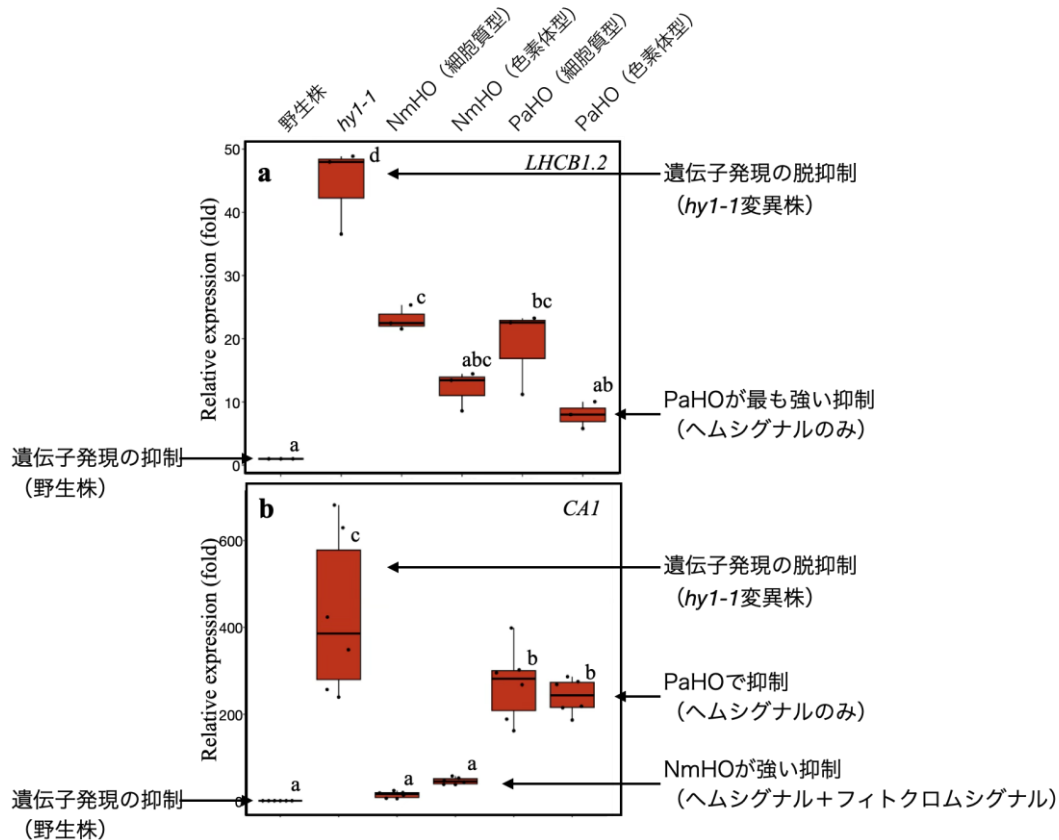 野生株
hy1-1
NmHO（細胞質型）
NmHO（色素体型）
PaHO（細胞質型）
PaHO（色素体型）
a
LHCB1.2
Relative expression (fold)
50
40
30
20
10
0
a
d
c
abc
bc
ab
遺伝子発現の脱抑制
（hy1-1変異株）
PaHOが最も強い抑制
（ヘムシグナルのみ）
遺伝子発現の抑制
（野生株）
b
CA1
Relative expression (fold)
600
400
200
0
a
c
a
a
b
b
遺伝子発現の脱抑制
（hy1-1変異株）
PaHOで抑制
（ヘムシグナルのみ）
NmHOが強い抑制
（ヘムシグナル＋フィトクロムシグナル）
遺伝子発現の抑制
（野生株）